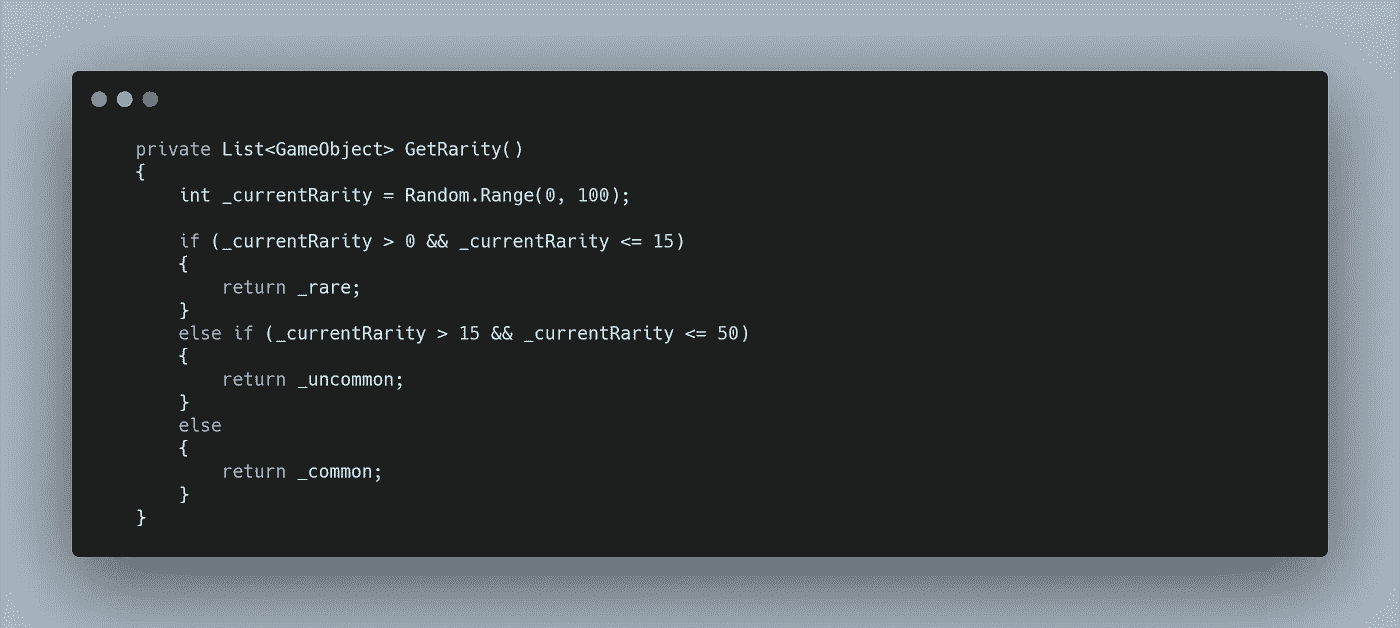 private List<GameObject> GetRarity()
{
    int _currentRarity = Random.Range(0, 100);

    if (_currentRarity > 0 && _currentRarity <= 15)
    {
        return _rare;
    }
    else if (_currentRarity > 15 && _currentRarity <= 50)
    {
        return _uncommon;
    }
    else
    {
        return _common;
    }
}